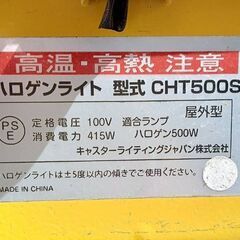 高温・高熱 注意
ハロゲンライト 型式 CHT500S
屋外型
PS
E
定格電圧 100V 適合ランプ
消費電力 415W ハロゲン500W
キャスターライティングジャパン株式会社
ハロゲンライトは±5度以内の傾きで使用してください。
MADE IN CHINA